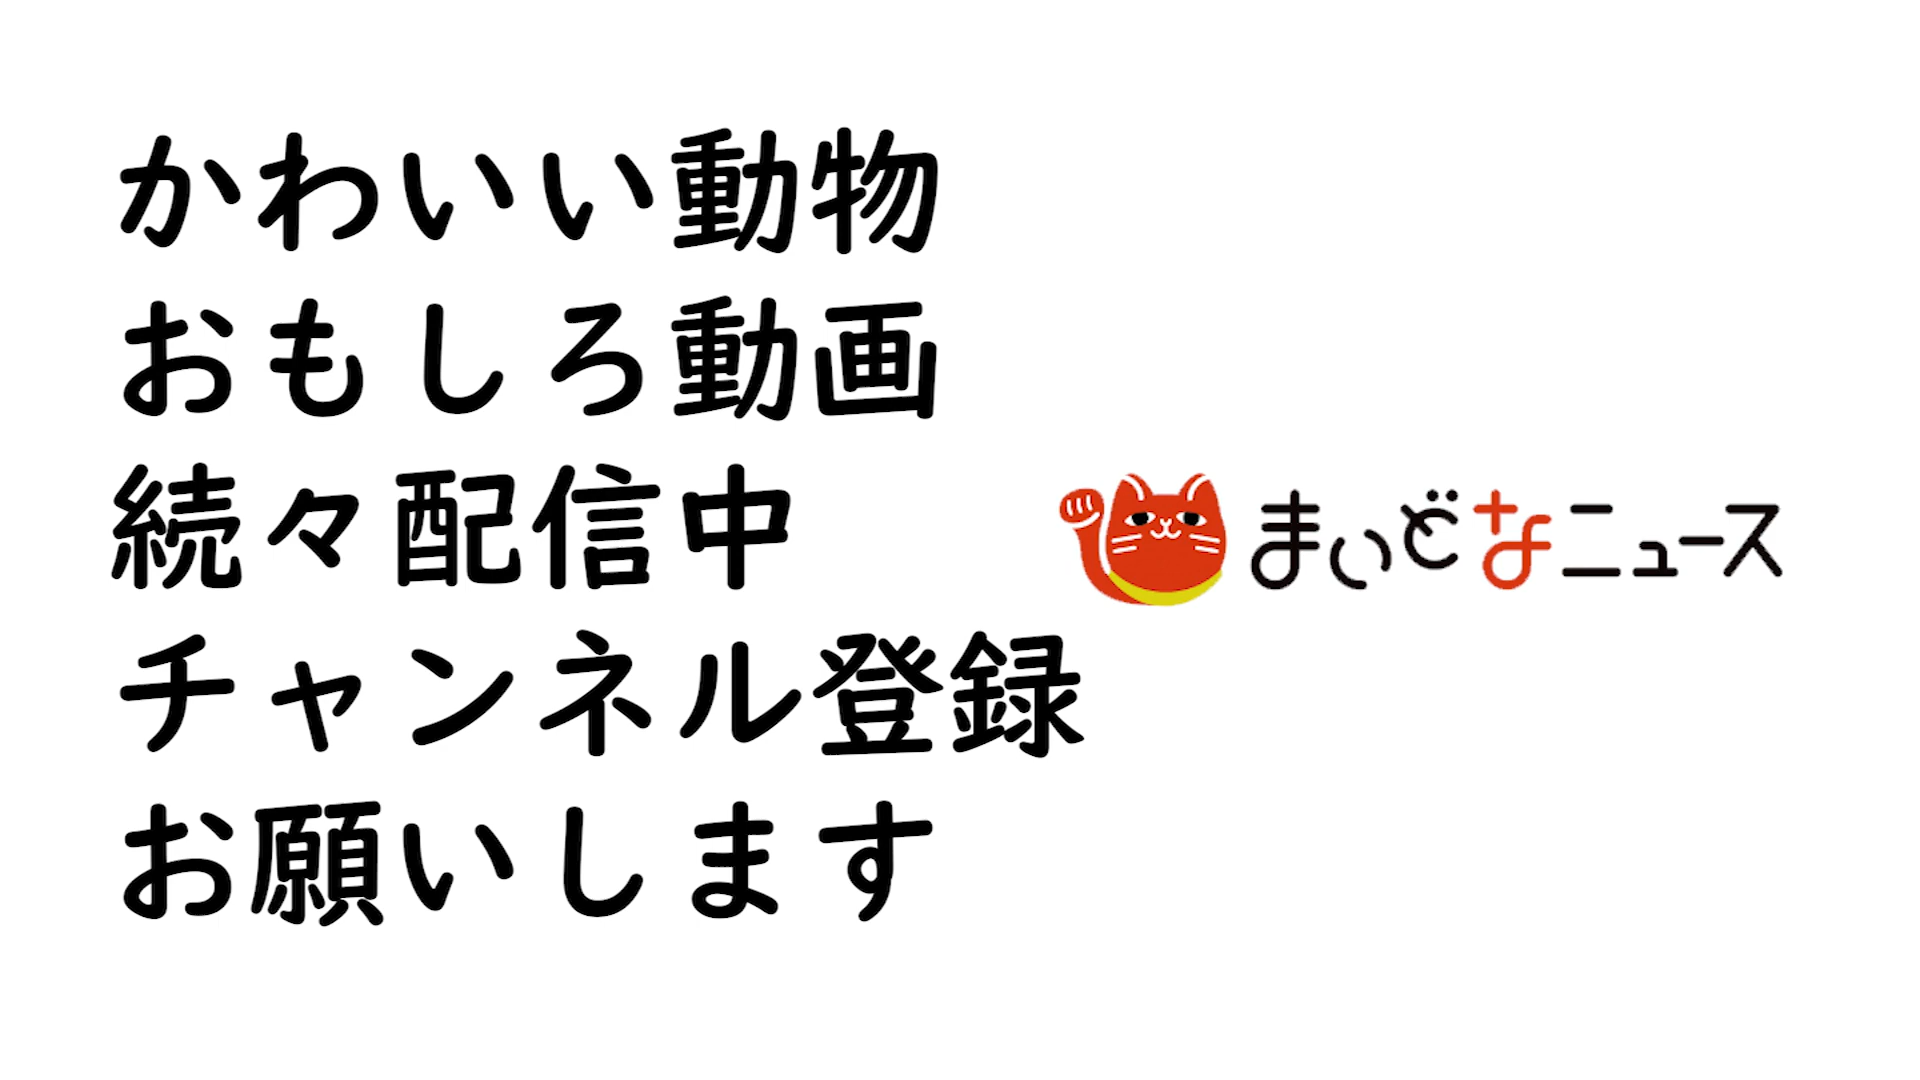 かわいい動物
おもしろ動画
続々配信中
チャンネル登録
お願いします
まいどなニュース